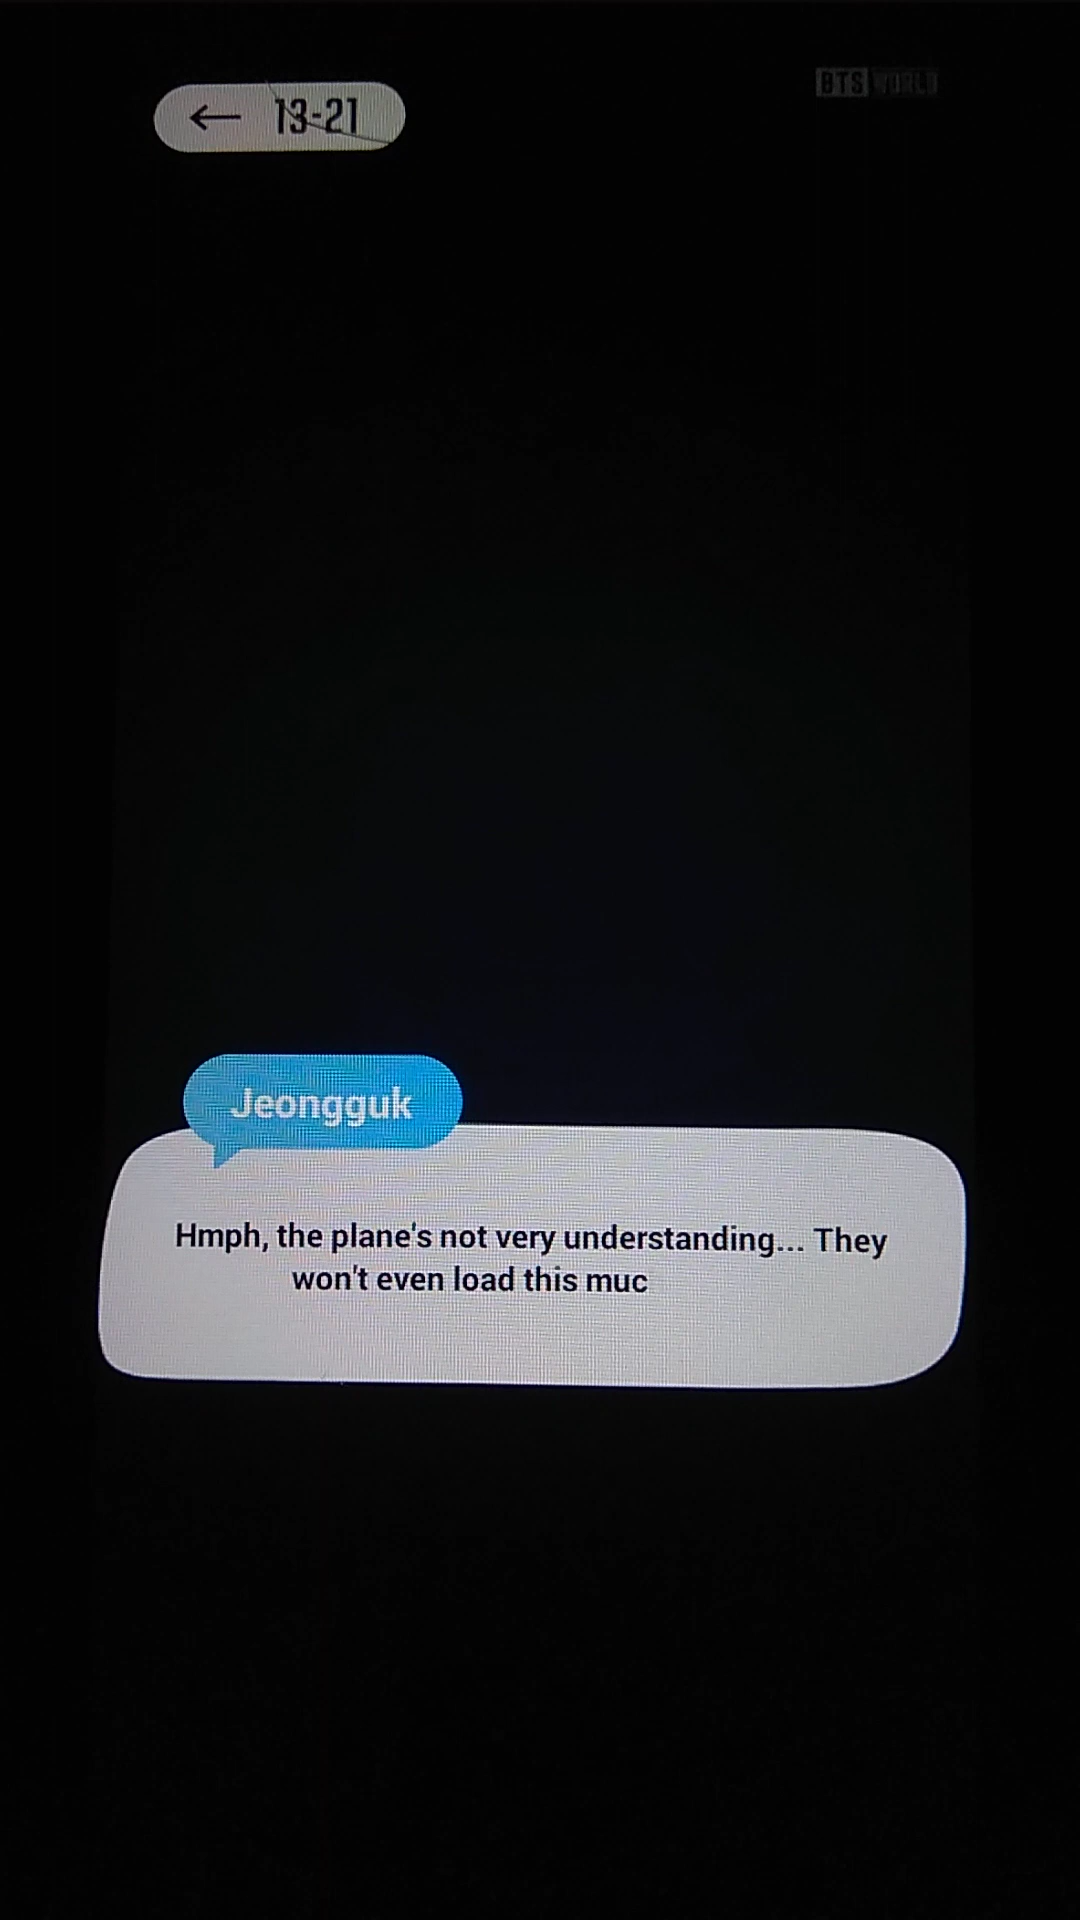 ← 13-21
BTS WORLD
Jeongguk
Hmph, the plane's not very understanding... They
won't even load this muc